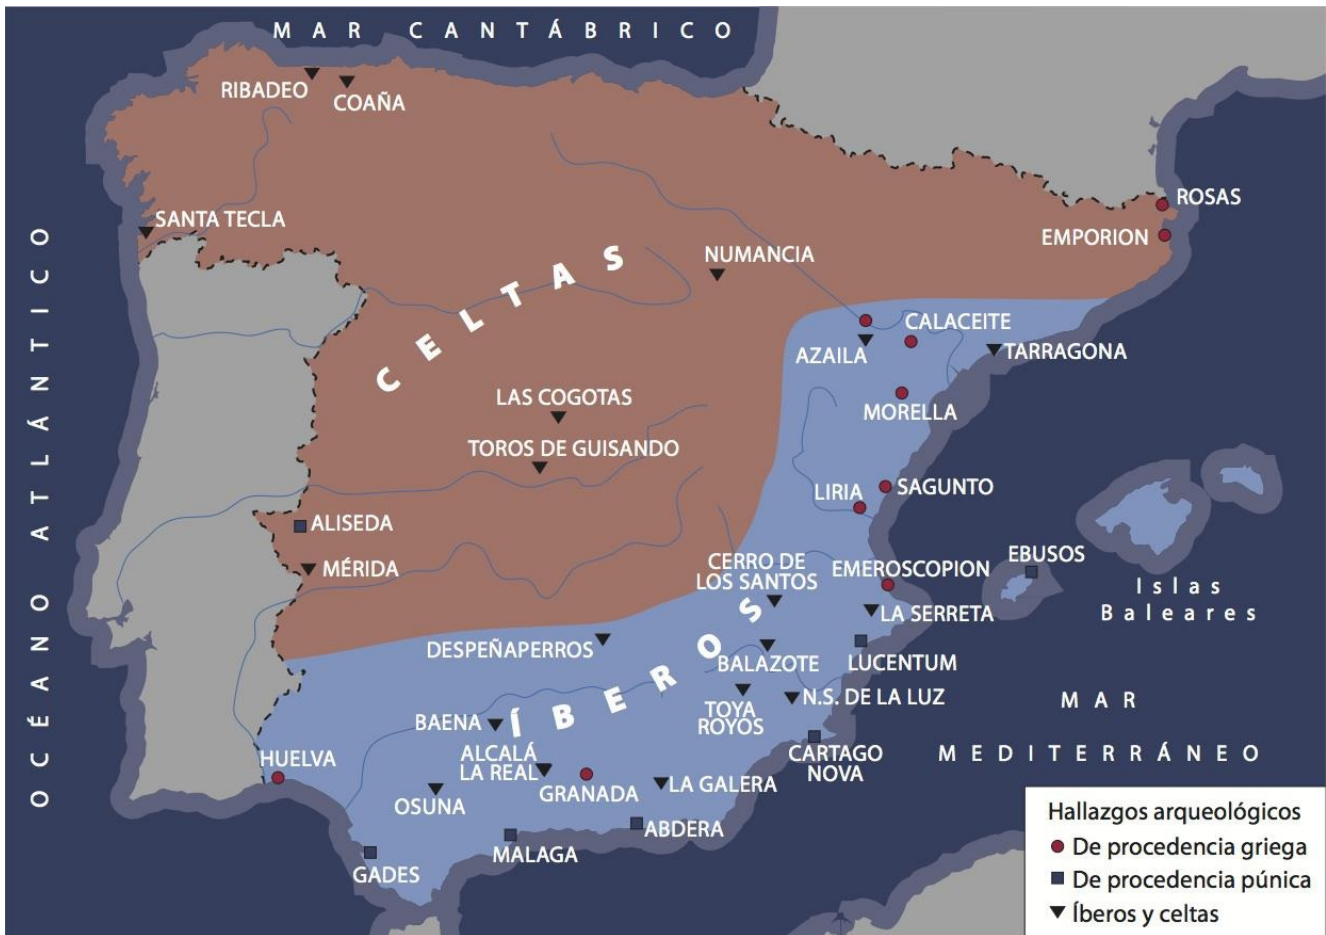 MAR CANTÁBRICO
RIBADEO
COAÑA
ROSAS
SANTA TECLA
EMPORION
NUMANCIA
CELTAS
CALACEITE
AZAILA
TARRAGONA
LAS COGOTAS
MORELLA
TOROS DE GUISANDO
OCÉANO ATLÁNTICO
SAGUNTO
LIRIA
ALISEDA
EBUSOS
CERRO DE
LOS SANTOS
EMEROSCOPION
MÉRIDA
Islas
Baleares
LA SERRETA
DESPEÑAPERROS
BALAZOTE
LUCENTUM
ÍBEROS
N.S. DE LA LUZ
TOYA
ROYOS
MAR
MEDITERRÁNEO
BAENA
ALCALÁ
LA REAL
CARTAGO
NOVA
HUELVA
GRANADA
LA GALERA
OSUNA
ABDERA
MALAGA
GADES
Hallazgos arqueológicos
De procedencia griega
De procedencia púnica
Íberos y celtas